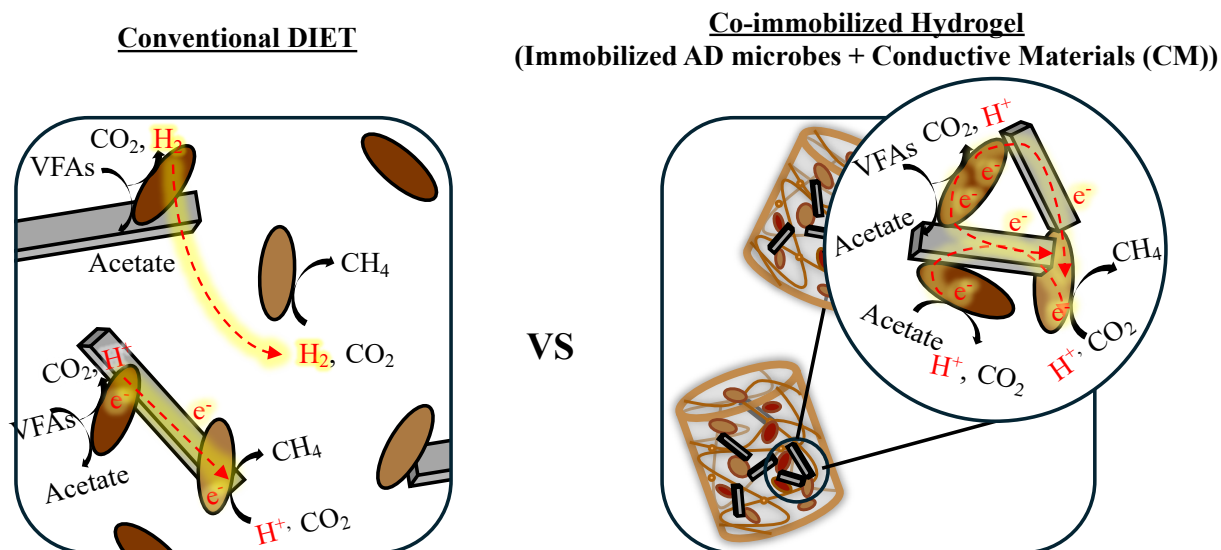 Conventional DIET
CO₂, H₂
VFAs
Acetate
CH₄
H₂, CO₂
CO₂, H⁺
e⁻
VFAs
e⁻
Acetate
CH₄
e⁻
H⁺, CO₂
VS
Co-immobilized Hydrogel
(Immobilized AD microbes + Conductive Materials (CM))
CO₂, H⁺
VFAs
e⁻
e⁻
e⁻
e⁻
Acetate
CH₄
e⁻
e⁻
Acetate
H⁺, CO₂
H⁺, CO₂